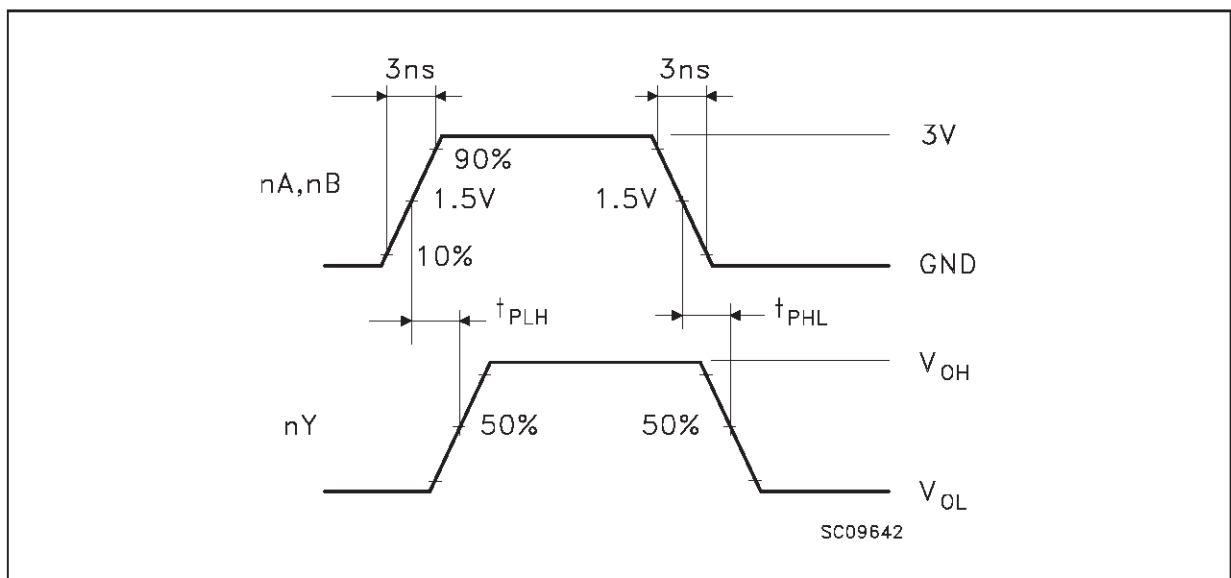 3ns 3ns
3V
90%
nA,nB 1.5V 1.5V
10% GND
tPLH tPHL
VOH
nY 50% 50%
VOL
SC09642